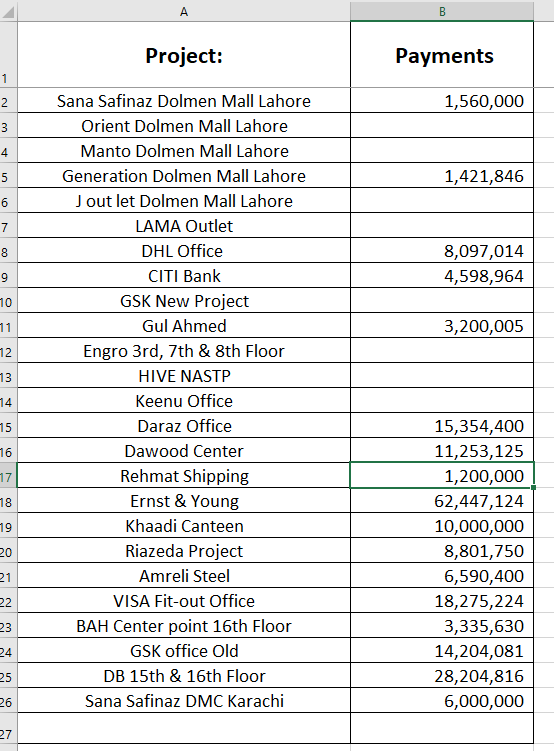 A B
1 Project: Payments
2 Sana Safinaz Dolmen Mall Lahore 1,560,000
3 Orient Dolmen Mall Lahore
4 Manto Dolmen Mall Lahore
5 Generation Dolmen Mall Lahore 1,421,846
6 J out let Dolmen Mall Lahore
7 LAMA Outlet
8 DHL Office 8,097,014
9 CITI Bank 4,598,964
10 GSK New Project
11 Gul Ahmed 3,200,005
12 Engro 3rd, 7th & 8th Floor
13 HIVE NASTP
14 Keenu Office
15 Daraz Office 15,354,400
16 Dawood Center 11,253,125
17 Rehmat Shipping 1,200,000
18 Ernst & Young 62,447,124
19 Khaadi Canteen 10,000,000
20 Riazeda Project 8,801,750
21 Amreli Steel 6,590,400
22 VISA Fit-out Office 18,275,224
23 BAH Center point 16th Floor 3,335,630
24 GSK office Old 14,204,081
25 DB 15th & 16th Floor 28,204,816
26 Sana Safinaz DMC Karachi 6,000,000
27